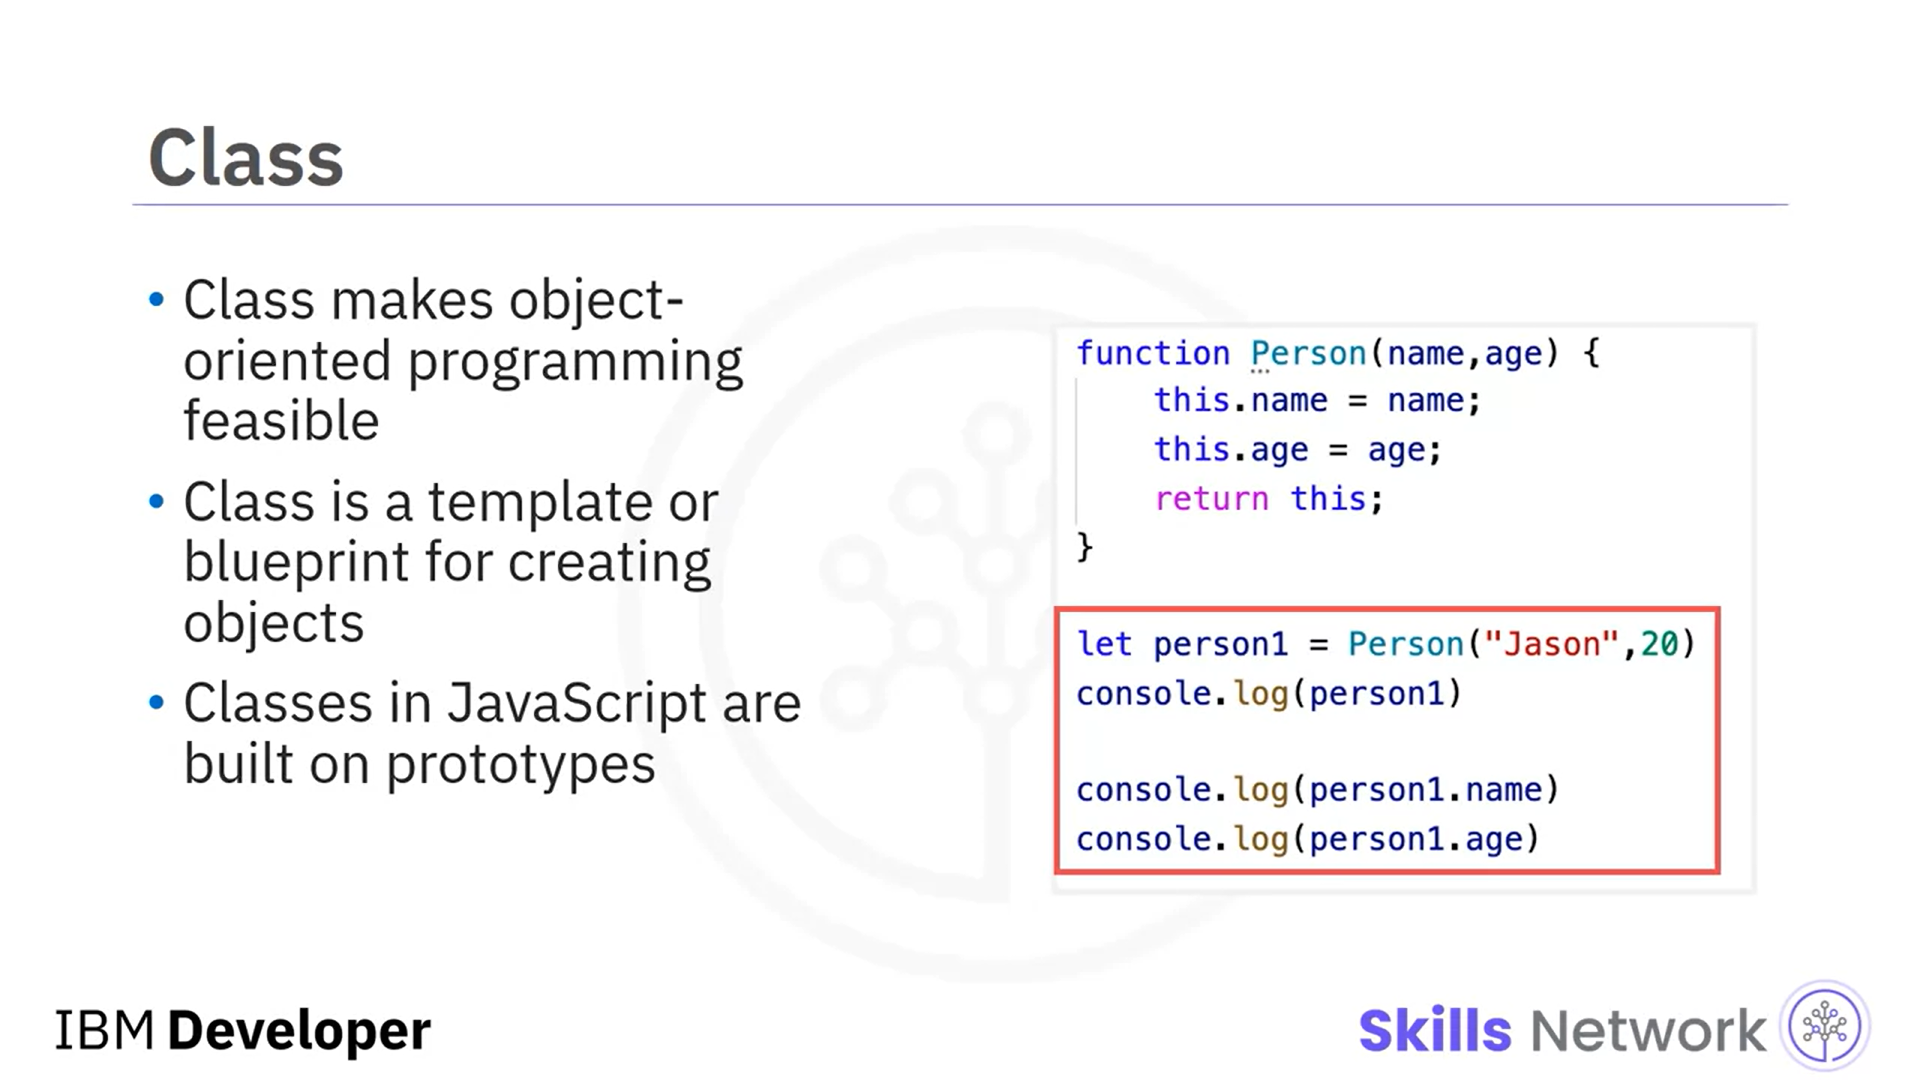 Class
• Class makes object-
oriented programming
feasible
• Class is a template or
blueprint for creating
objects
• Classes in JavaScript are
built on prototypes
function Person(name,age) {
    this.name = name;
    this.age = age;
    return this;
}
let person1 = Person("Jason",20)
console.log(person1)
console.log(person1.name)
console.log(person1.age)
IBM Developer
Skills Network